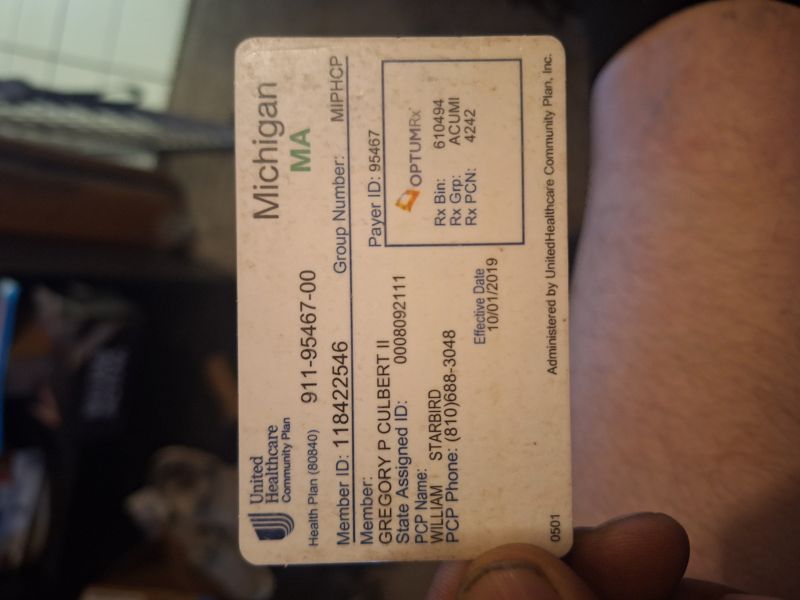 United
Healthcare
Community Plan
Michigan
MA
Health Plan (80840) 911-95467-00
Member ID: 118422546 Group Number: MIPHCP
Member:
GREGORY P CULBERT II
State Assigned ID: 0008092111
PCP Name:
WILLIAM STARBIRD
PCP Phone: (810)688-3048
Payer ID: 95467
OPTUMRx
Rx Bin: 610494
Rx Grp: ACUMI
Rx PCN: 4242
Effective Date
10/01/2019
0501
Administered by UnitedHealthcare Community Plan, Inc.